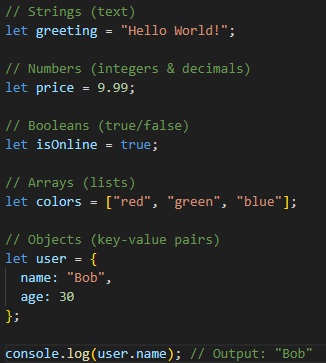 // Strings (text)
let greeting = "Hello World!";

// Numbers (integers & decimals)
let price = 9.99;

// Booleans (true/false)
let isOnline = true;

// Arrays (lists)
let colors = ["red", "green", "blue"];

// Objects (key-value pairs)
let user = {
  name: "Bob",
  age: 30
};

console.log(user.name); // Output: "Bob"